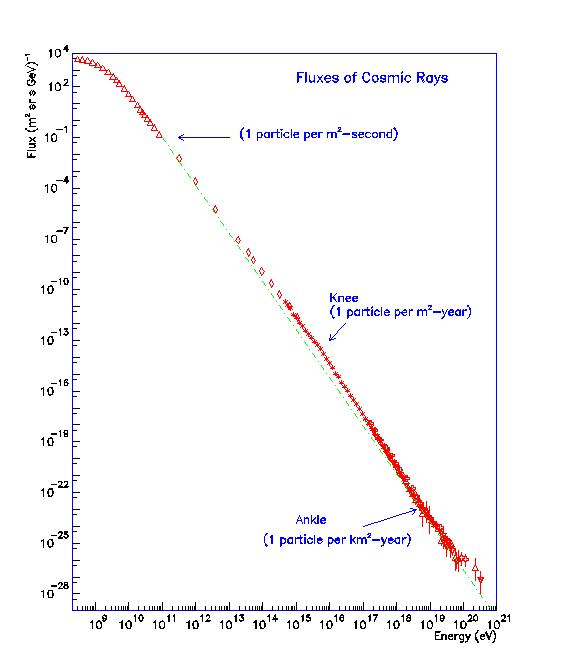 Fluxes of Cosmic Rays
Flux (m² sr s GeV)⁻¹
10⁴
10²
10⁻¹
10⁻⁴
10⁻⁷
10⁻¹⁰
10⁻¹³
10⁻¹⁶
10⁻¹⁹
10⁻²²
10⁻²⁵
10⁻²⁸
(1 particle per m²–second)
Knee
(1 particle per m²–year)
Ankle
(1 particle per km²–year)
10⁹ 10¹⁰ 10¹¹ 10¹² 10¹³ 10¹⁴ 10¹⁵ 10¹⁶ 10¹⁷ 10¹⁸ 10¹⁹ 10²⁰ 10²¹
Energy (eV)